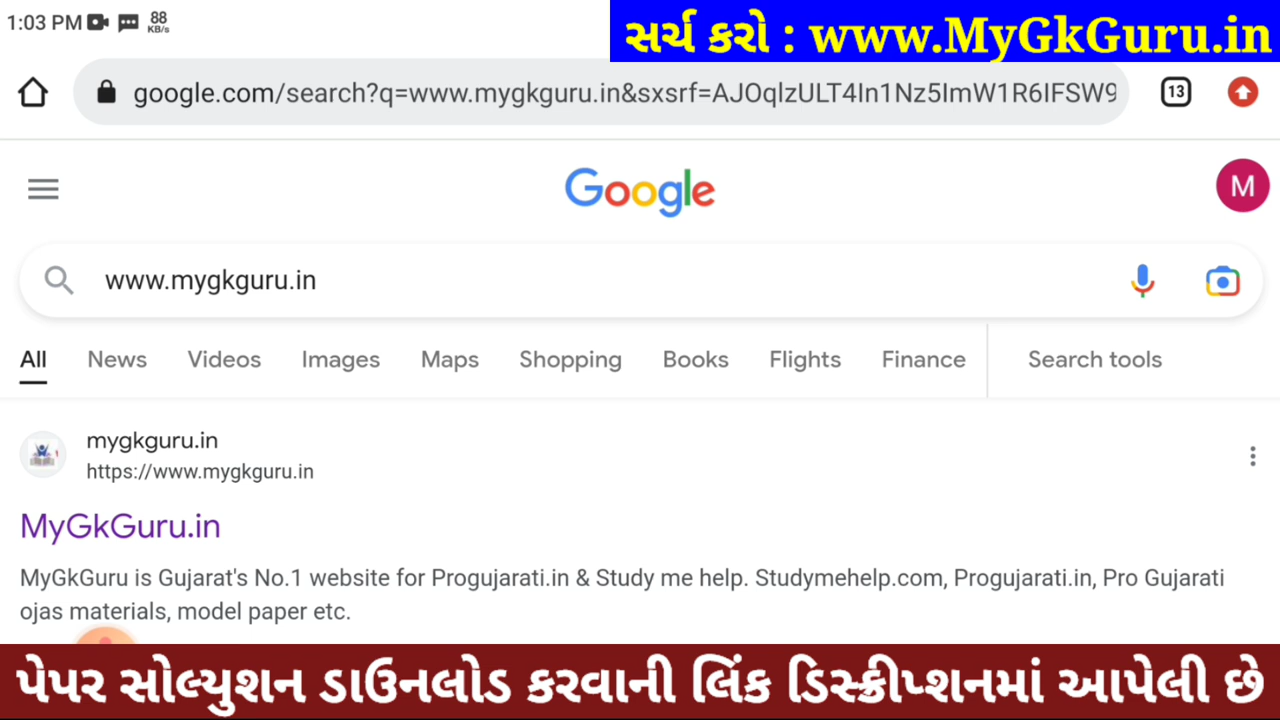 1:03 PM 88 KB/s
સર્ચ કરો : www.MyGkGuru.in
google.com/search?q=www.mygkguru.in&sxsrf=AJOqlzULT4In1Nz5ImW1R6IFSW9
13
Google
M
www.mygkguru.in
All News Videos Images Maps Shopping Books Flights Finance Search tools
mygkguru.in
https://www.mygkguru.in
MyGkGuru.in
MyGkGuru is Gujarat's No.1 website for Progujarati.in & Study me help. Studymehelp.com, Progujarati.in, Pro Gujarati
ojas materials, model paper etc.
પેપર સોલ્યુશન ડાઉનલોડ કરવાની લિંક ડિસ્ક્રીપ્શનમાં આપેલી છે